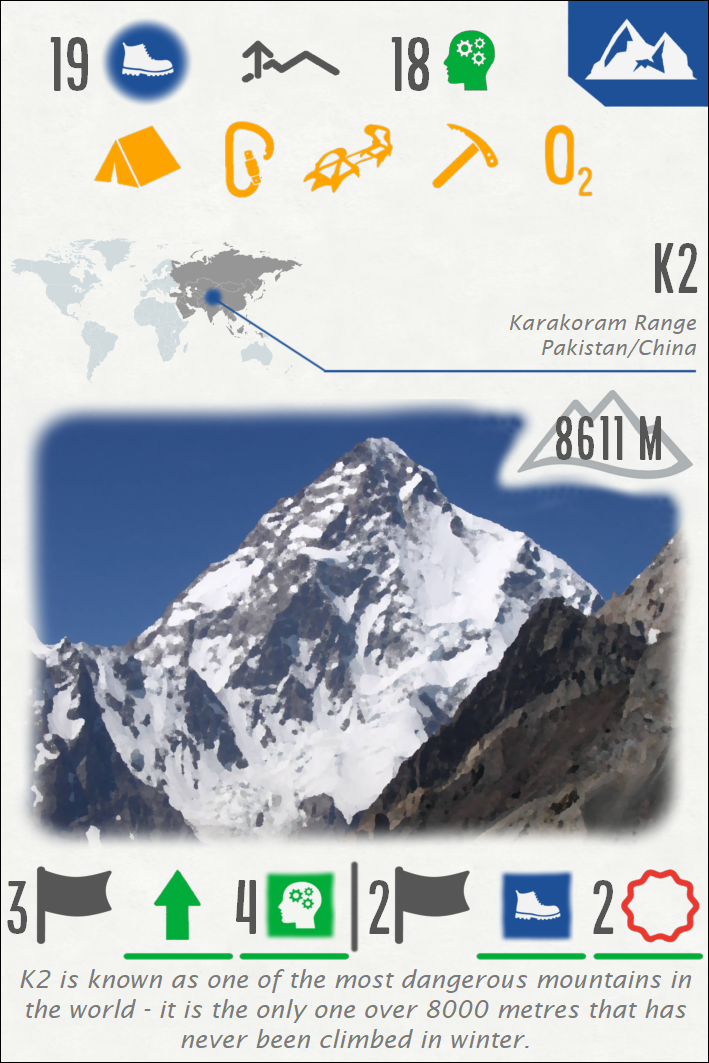 19
18
O2
K2
Karakoram Range
Pakistan/China
8611 M
3
4
2
2
K2 is known as one of the most dangerous mountains in
the world - it is the only one over 8000 metres that has
never been climbed in winter.